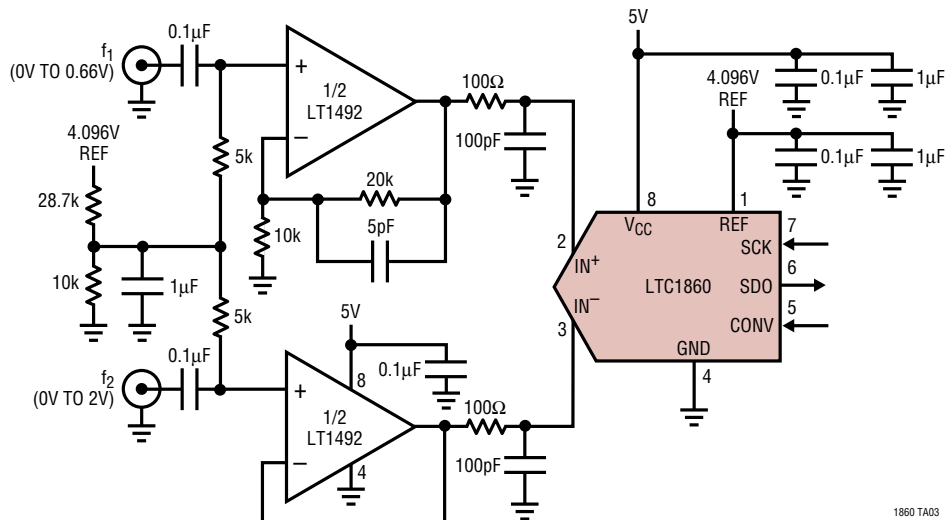 f1
(0V TO 0.66V)
0.1µF
+
−
1/2
LT1492
100Ω
100pF
4.096V
REF
28.7k
10k
1µF
5k
5k
10k
20k
5pF
5V
4.096V
REF
0.1µF
1µF
0.1µF
1µF
8
1
VCC
REF
7
SCK
6
SDO
5
CONV
2
IN+
IN−
3
LTC1860
GND
4
f2
(0V TO 2V)
0.1µF
5V
8
0.1µF
+
−
1/2
LT1492
4
100Ω
100pF
1860 TA03